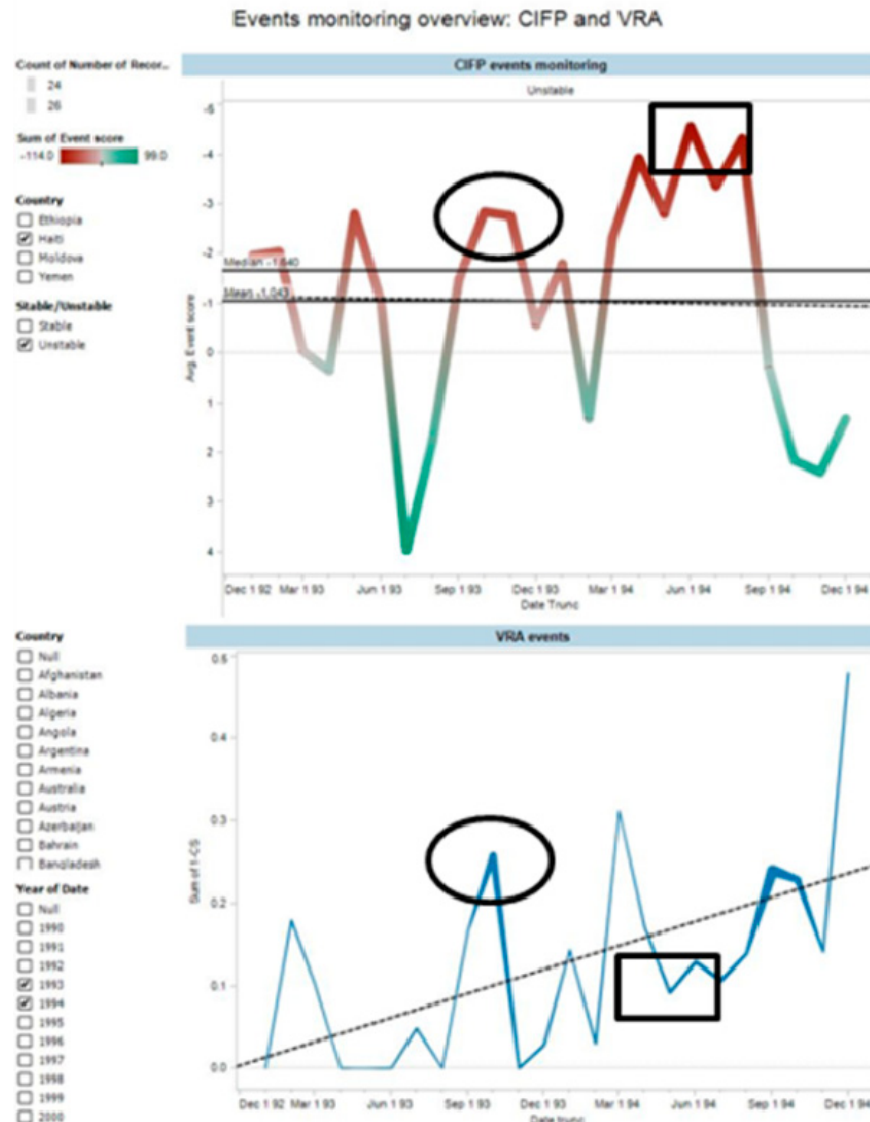 Events monitoring overview: CIFP and VRA
Count of Number of Recor...
24
26
Sum of Event score
-114.0 99.0
Country
Ethiopia
Haiti
Moldova
Yemen
Stable/Unstable
Stable
Unstable
CIFP events monitoring
Unstable
-5
-4
-3
-2
Median -1.640
-1
Mean -1.043
0
1
2
3
4
Avg. Event score
Dec 1 92 Mar 1 93 Jun 1 93 Sep 1 93 Dec 1 93 Mar 1 94 Jun 1 94 Sep 1 94 Dec 1 94
Date Trunc
Country
Null
Afghanistan
Albania
Algeria
Angola
Argentina
Armenia
Australia
Austria
Azerbaijan
Bahrain
Bangladesh
Year of Date
Null
1990
1991
1992
1993
1994
1995
1996
1997
1998
1999
2000
VRA events
0.5
0.4
0.3
0.2
0.1
0.0
Sum of
Dec 1 92 Mar 1 93 Jun 1 93 Sep 1 93 Dec 1 93 Mar 1 94 Jun 1 94 Sep 1 94 Dec 1 94
Date trunc